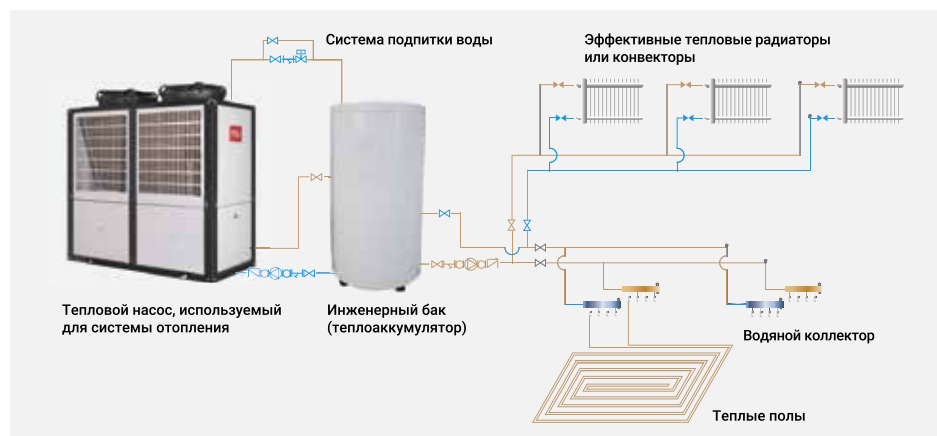 Система подпитки воды
Эффективные тепловые радиаторы
или конвекторы
Тепловой насос, используемый
для системы отопления
Инженерный бак
(теплоаккумулятор)
Водяной коллектор
Теплые полы